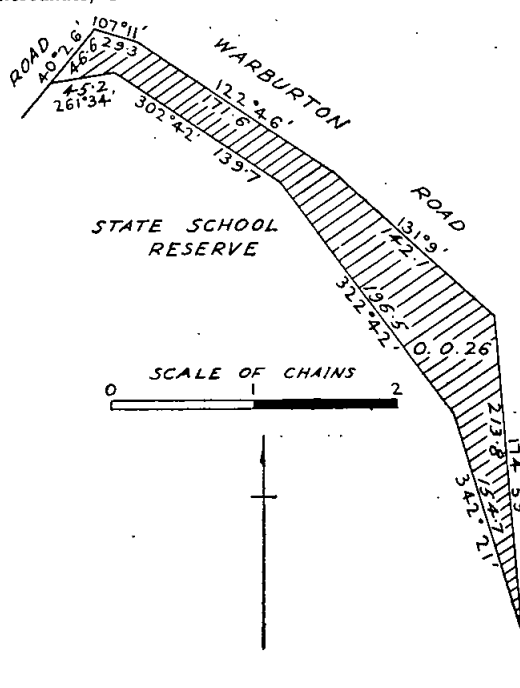 107°11'
ROAD
40°26'
46.6
29.3
45.2
261°34'
WARBURTON
122°46'
171.6
302°42'
139.7
ROAD
131°9'
142.1
STATE SCHOOL
RESERVE
196.5
322°42'
0.0.26
SCALE OF CHAINS
0 1 2
213.8
174
154.7
342°21'